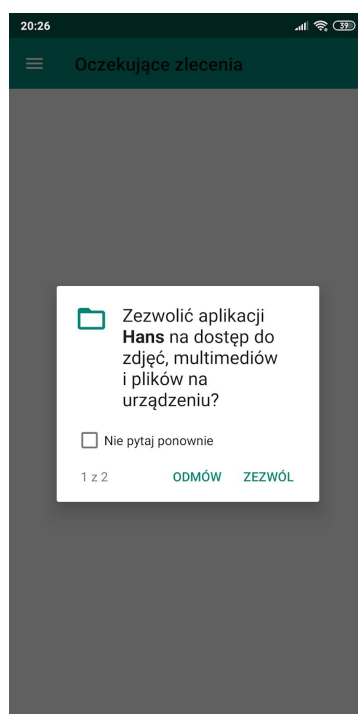 20:26
39
Oczekujące zlecenia
Zezwolić aplikacji
Hans na dostęp do
zdjęć, multimediów
i plików na
urządzeniu?
Nie pytaj ponownie
1 z 2 ODMÓW ZEZWÓL